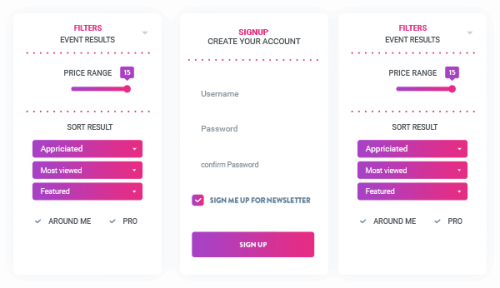 FILTERS
EVENT RESULTS
PRICE RANGE 15
SORT RESULT
Appriciated
Most viewed
Featured
AROUND ME PRO
SIGNUP
CREATE YOUR ACCOUNT
Username
Password
confirm Password
SIGN ME UP FOR NEWSLETTER
SIGN UP
FILTERS
EVENT RESULTS
PRICE RANGE 15
SORT RESULT
Appriciated
Most viewed
Featured
AROUND ME PRO